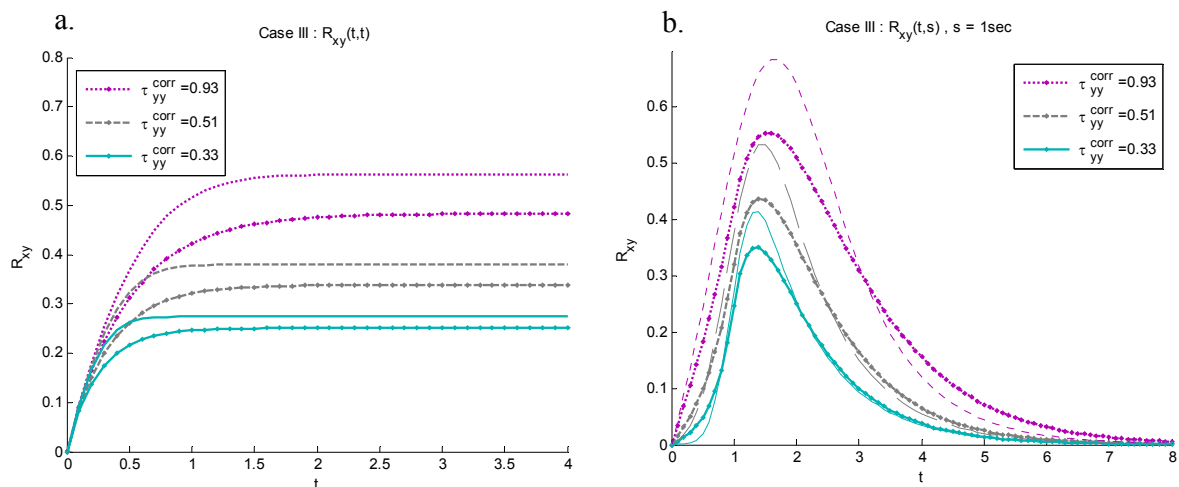 a.
Case III : R_xy(t,t)
0.8
0.7
0.6
0.5
0.4
0.3
0.2
0.1
0
R_xy
τ_yy^corr=0.93
τ_yy^corr=0.51
τ_yy^corr=0.33
0 0.5 1 1.5 2 2.5 3 3.5 4
t
b.
Case III : R_xy(t,s) , s = 1sec
0.6
0.5
0.4
0.3
0.2
0.1
0
R_xy
τ_yy^corr=0.93
τ_yy^corr=0.51
τ_yy^corr=0.33
0 1 2 3 4 5 6 7 8
t